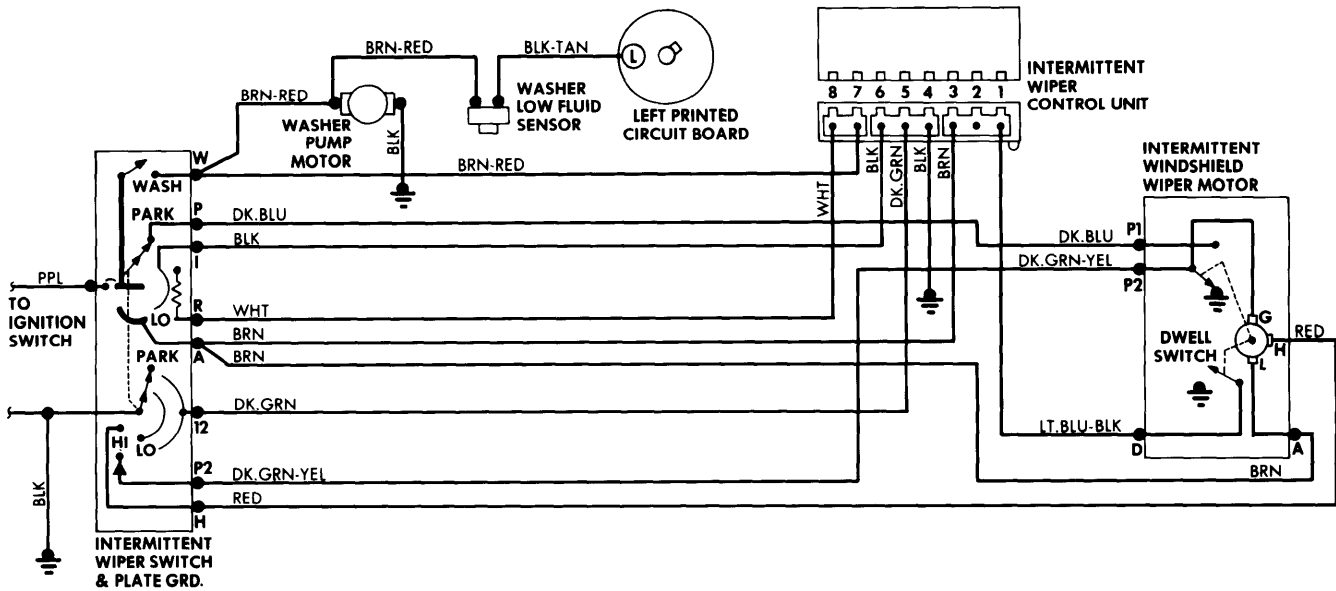 BRN-RED
BLK-TAN
L
BRN-RED
WASHER
PUMP
MOTOR
BLK
WASHER
LOW FLUID
SENSOR
LEFT PRINTED
CIRCUIT BOARD
8 7 6 5 4 3 2 1
INTERMITTENT
WIPER
CONTROL UNIT
WHT
BLK
DK.GRN
BLK
BRN
INTERMITTENT
WINDSHIELD
WIPER MOTOR
W
WASH
BRN-RED
PARK
P
DK.BLU
I
BLK
PPL
TO
IGNITION
SWITCH
LO
R
WHT
BRN
A
BRN
PARK
12
DK.GRN
HI
LO
P2
DK.GRN-YEL
RED
H
BLK
INTERMITTENT
WIPER SWITCH
& PLATE GRD.
DK.BLU
P1
DK.GRN-YEL
P2
G
H
RED
L
DWELL
SWITCH
LT.BLU-BLK
D
A
BRN